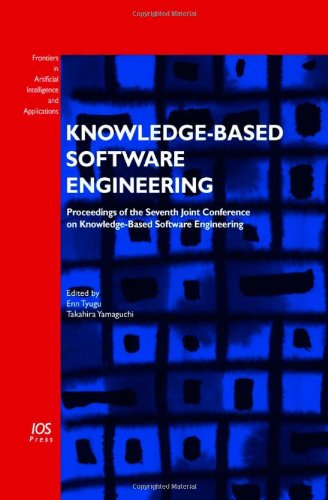 Frontiers in
Artificial
Intelligence and
Applications
KNOWLEDGE-BASED
SOFTWARE
ENGINEERING
Proceedings of the Seventh Joint Conference
on Knowledge-Based Software Engineering
Edited by
Enn Tyugu
Takahira Yamaguchi
IOS
Press